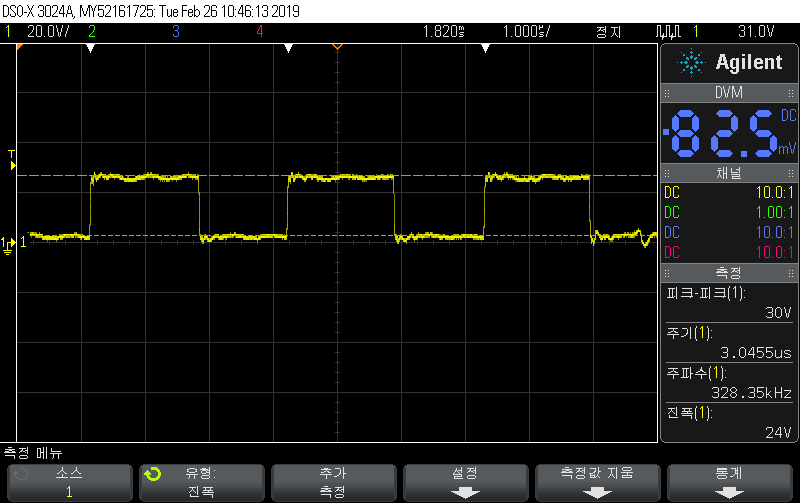 DSO-X 3024A, MY52161725: Tue Feb 26 10:46:13 2019
1 20.0V/ 2 3 4 1.820㎲ 1.000㎲/ 정지 1 31.0V
Agilent
DVM
DC
-82.5 mV
채널
DC 10.0:1
DC 1.00:1
DC 10.0:1
DC 10.0:1
측정
피크-피크(1):
30V
주기(1):
3.0455us
주파수(1):
328.35kHz
진폭(1):
24V
T
1 1
측정 메뉴
소스
1
유형:
진폭
추가
측정
설정
측정값 지움
통계